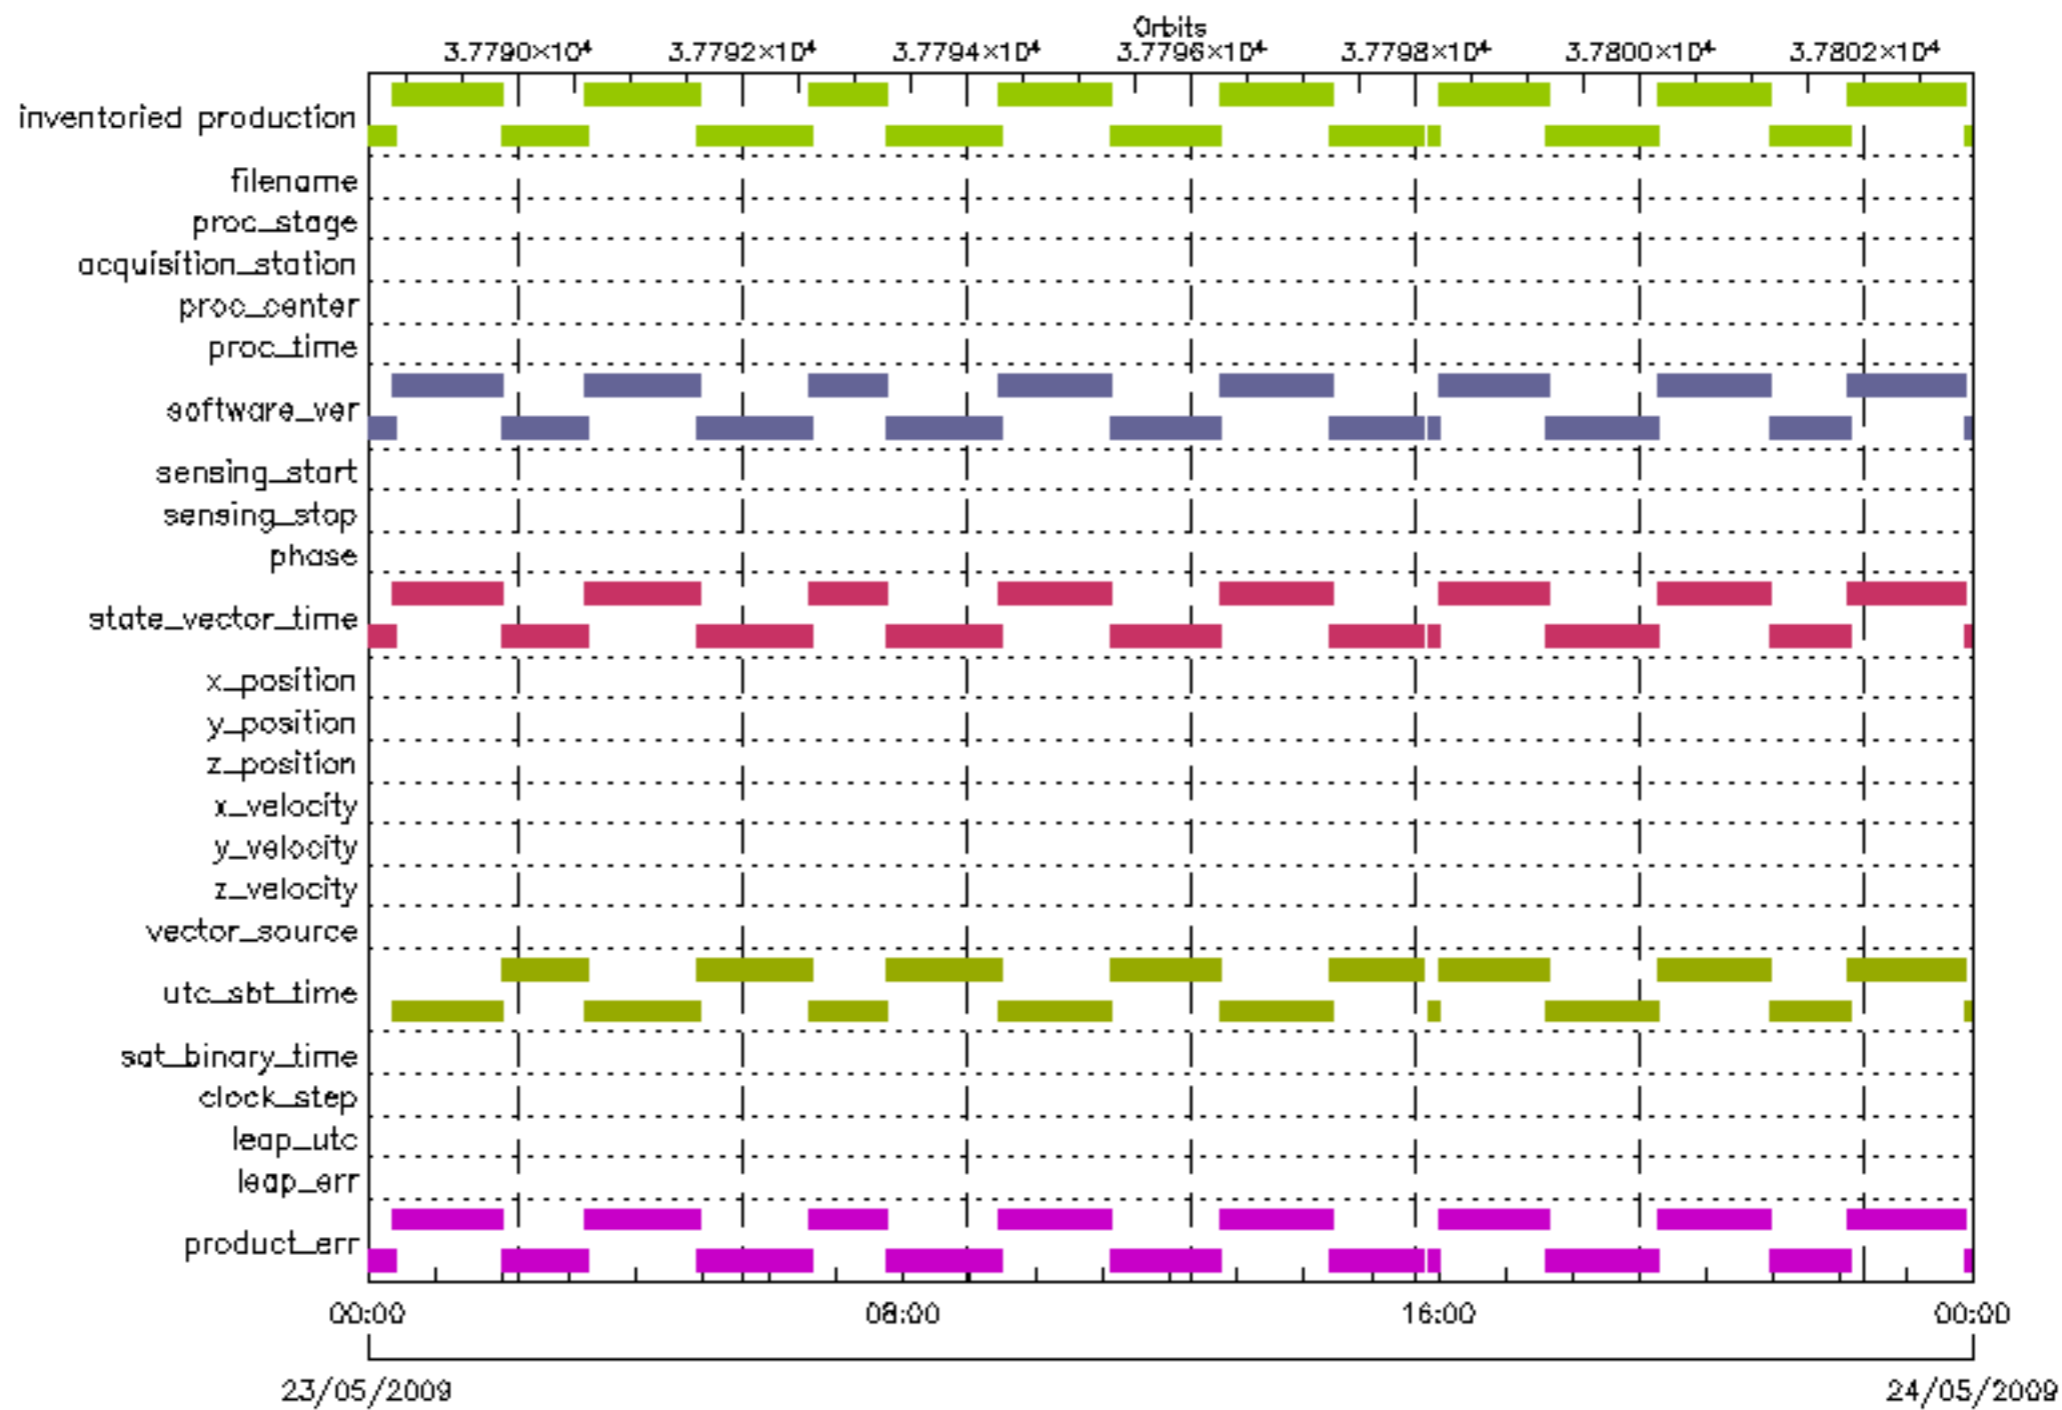 Orbits
3.7790×10⁴ 3.7792×10⁴ 3.7794×10⁴ 3.7796×10⁴ 3.7798×10⁴ 3.7800×10⁴ 3.7802×10⁴
inventoried production
filename
proc_stage
acquisition_station
proc_center
proc_time
software_ver
sensing_start
sensing_stop
phase
state_vector_time
x_position
y_position
z_position
x_velocity
y_velocity
z_velocity
vector_source
utc_sbt_time
sat_binary_time
clock_step
leap_utc
leap_err
product_err
00:00 08:00 16:00 00:00
23/05/2009 24/05/2009